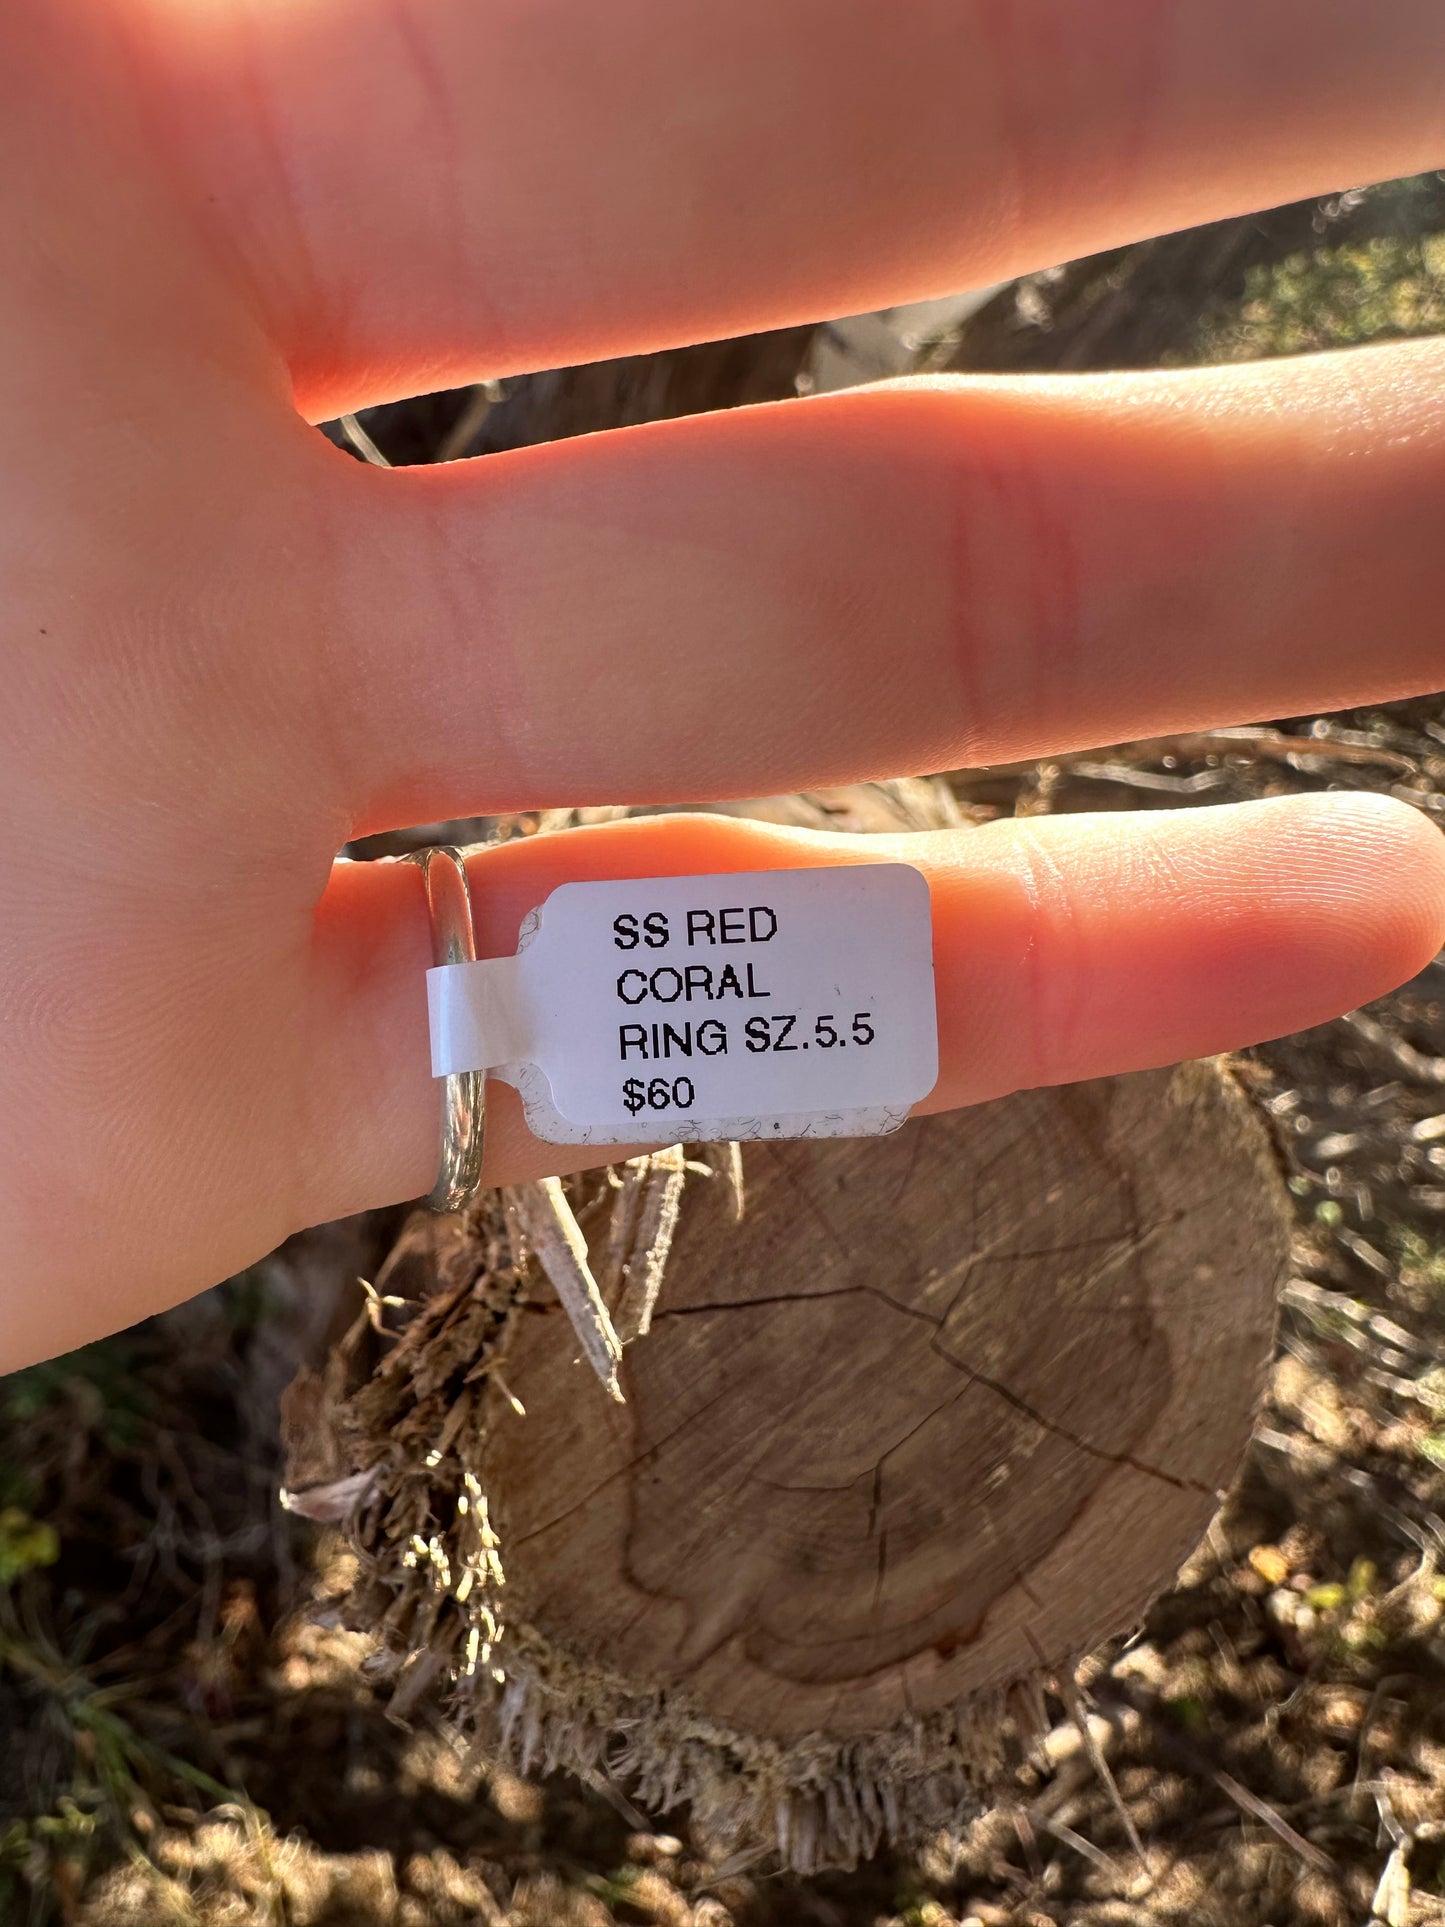 SS RED
CORAL
RING SZ.5.5
$60